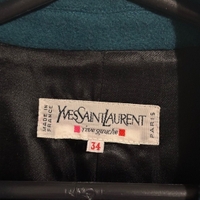 MADE IN
FRANCE
YVESSAINTLAURENT
rive gauche
PARIS
34